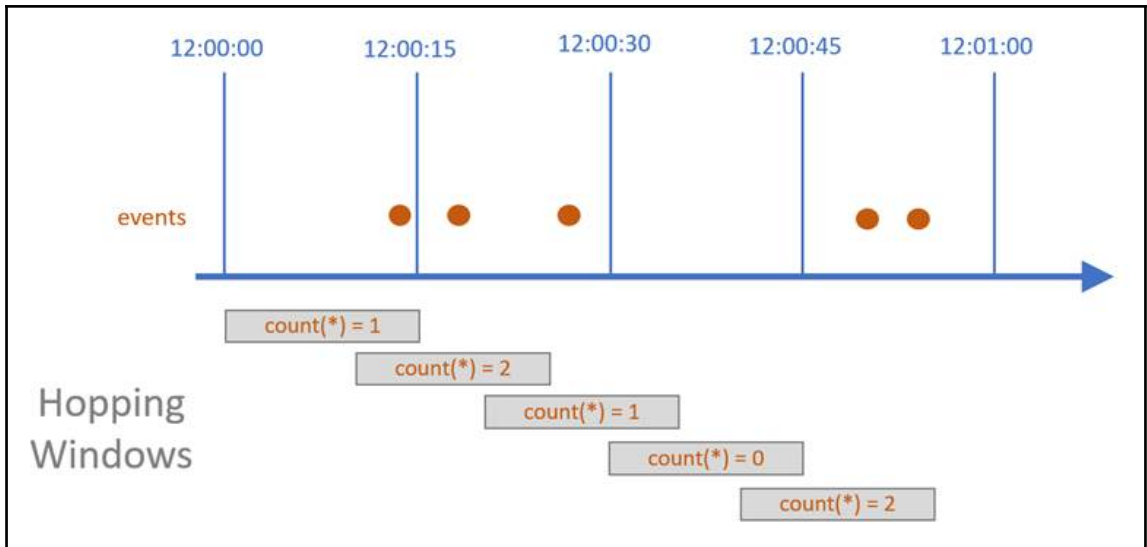 12:00:00
12:00:15
12:00:30
12:00:45
12:01:00
events
count(*) = 1
count(*) = 2
count(*) = 1
count(*) = 0
count(*) = 2
Hopping
Windows